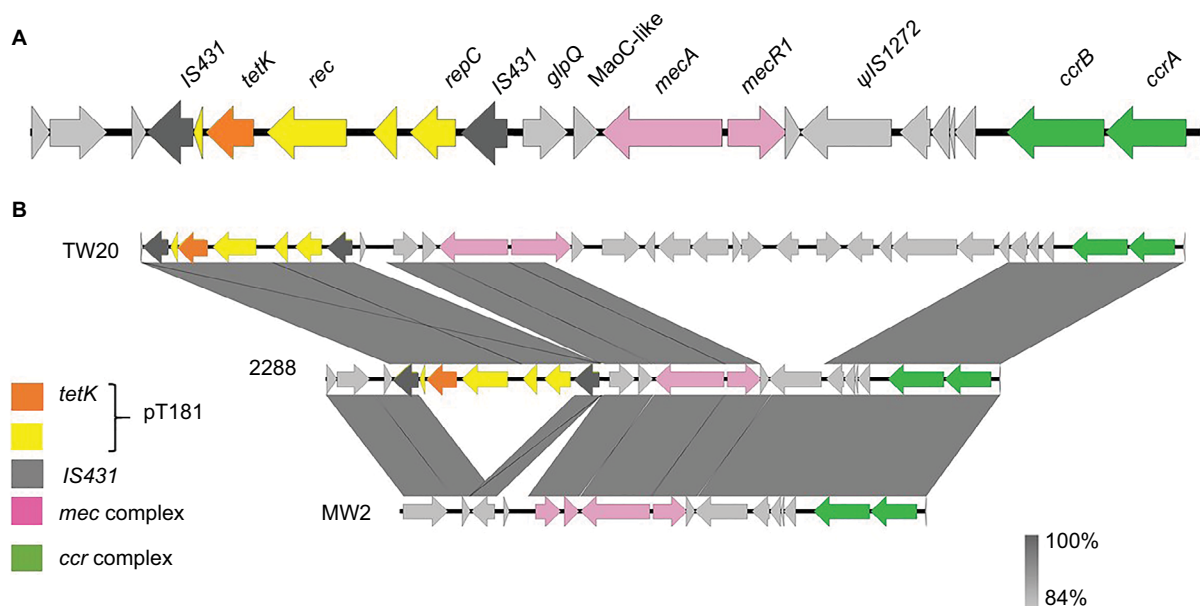 A
IS431
tetK
rec
repC
IS431
glpQ
MaoC-like
mecA
mecR1
ψIS1272
ccrB
ccrA
B
TW20
2288
tetK
pT181
IS431
mec complex
MW2
ccr complex
100%
84%